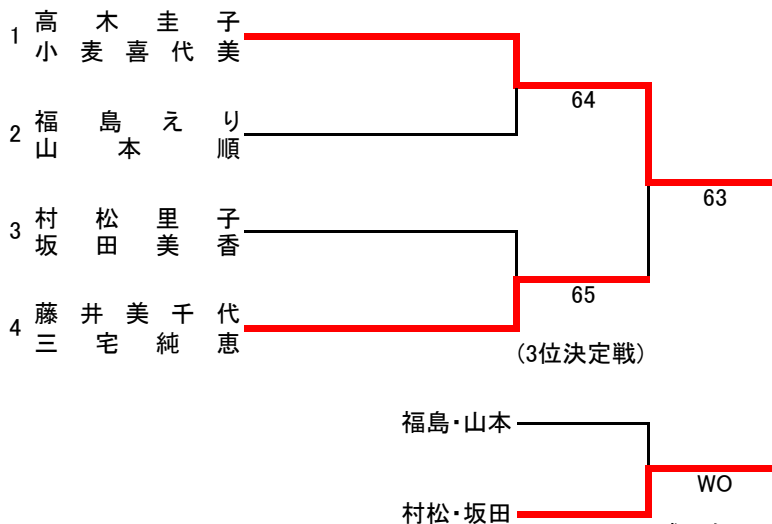 1 高木圭子
小麦喜代美
64
2 福島えり
山本順
63
3 村松里子
坂田美香
65
4 藤井美千代
三宅純恵
(3位決定戦)
福島・山本
WO
村松・坂田